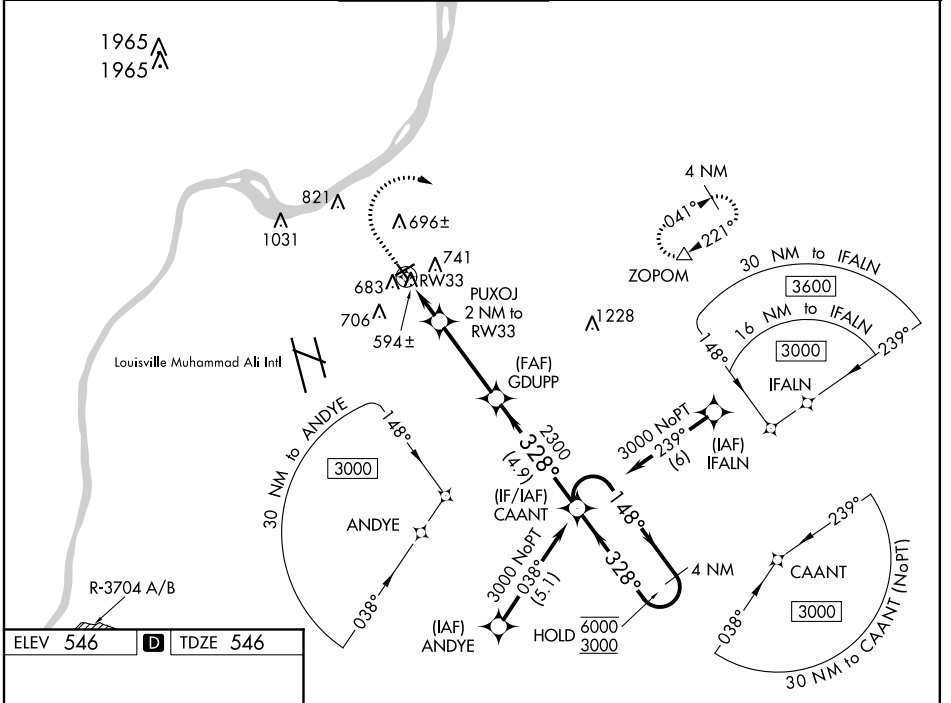 1965
1965
821
1031
696±
741
683
RW33
706
594±
PUXOJ
2 NM to
RW33
4 NM
041°
221°
ZOPOM
1228
30 NM to IFALN
3600
16 NM to IFALN
3000
148°
239°
IFALN
Louisville Muhammad Ali Intl
(FAF)
GDUPP
2300
328°
(4.9)
3000 NoPT
239°
(6)
(IAF)
IFALN
30 NM to ANDYE
148°
3000
ANDYE
038°
(IF/IAF)
CAANT
148°
328°
4 NM
3000 NoPT
038°
(5.1)
(IAF)
ANDYE
HOLD 6000
3000
239°
CAANT
038°
3000
30 NM to CAANT (NoPT)
R-3704 A/B
ELEV 546 D TDZE 546